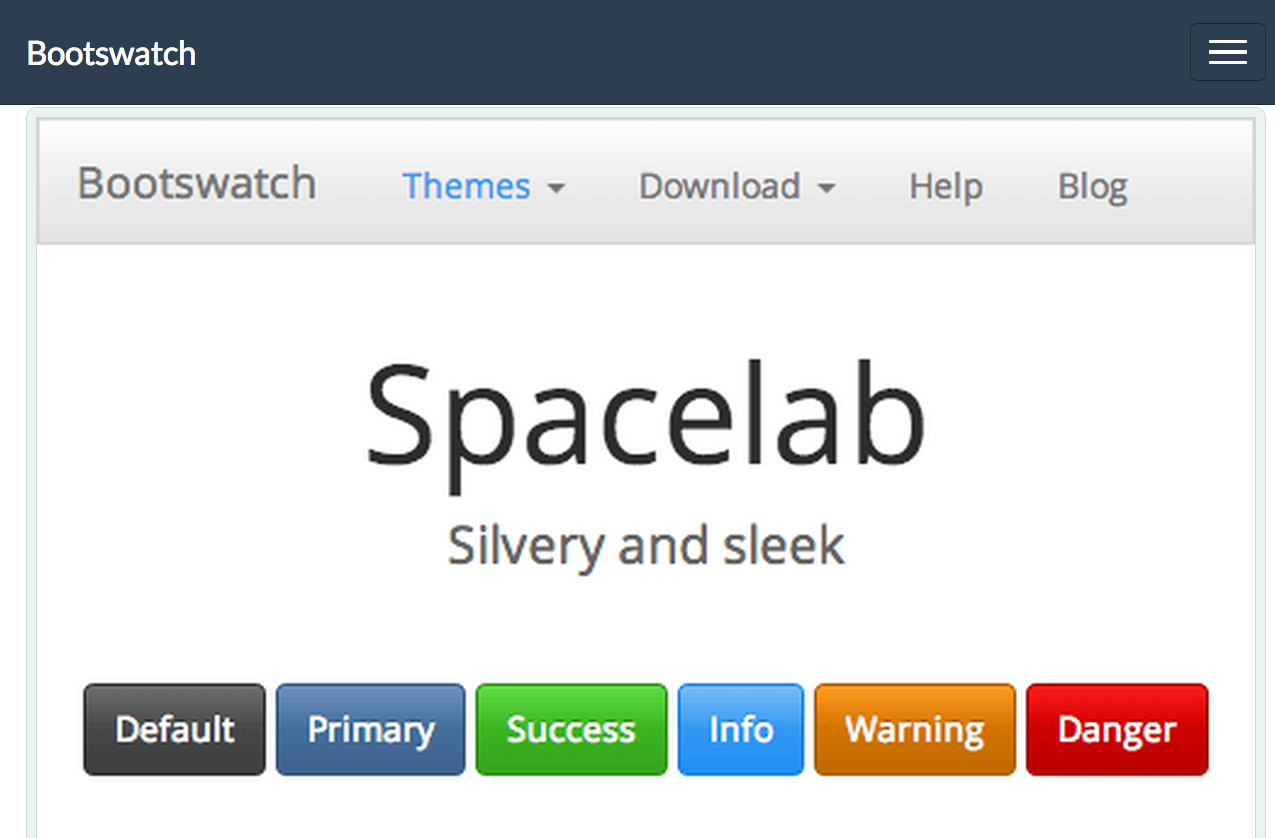 Bootswatch
Bootswatch Themes Download Help Blog
Spacelab
Silvery and sleek
Default Primary Success Info Warning Danger